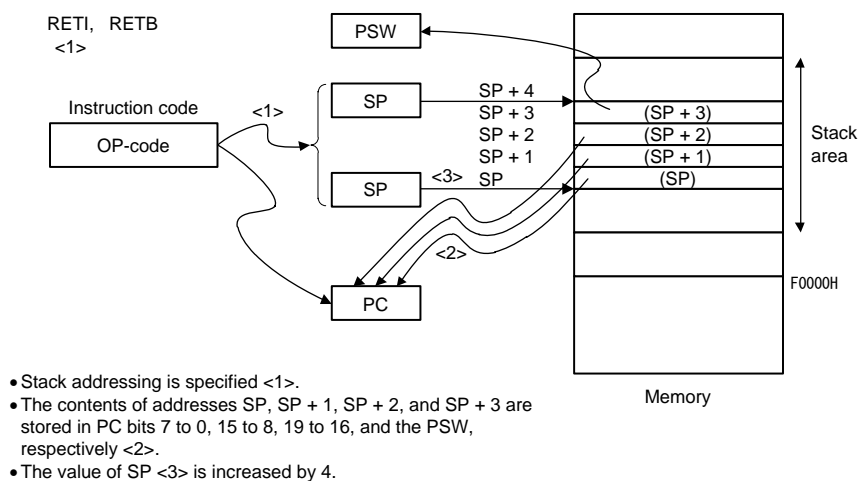 RETI, RETB
<1>
PSW
Instruction code
OP-code
<1>
SP
SP
SP + 4
SP + 3
SP + 2
SP + 1
<3> SP
(SP + 3)
(SP + 2)
(SP + 1)
(SP)
Stack
area
<2>
PC
F0000H
Memory
• Stack addressing is specified <1>.
• The contents of addresses SP, SP + 1, SP + 2, and SP + 3 are
stored in PC bits 7 to 0, 15 to 8, 19 to 16, and the PSW,
respectively <2>.
• The value of SP <3> is increased by 4.